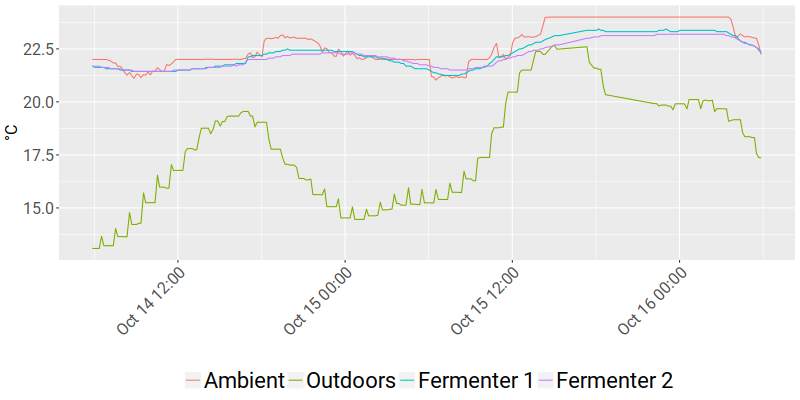 °C
22.5
20.0
17.5
15.0
Oct 14 12:00
Oct 15 00:00
Oct 15 12:00
Oct 16 00:00
Ambient Outdoors Fermenter 1 Fermenter 2